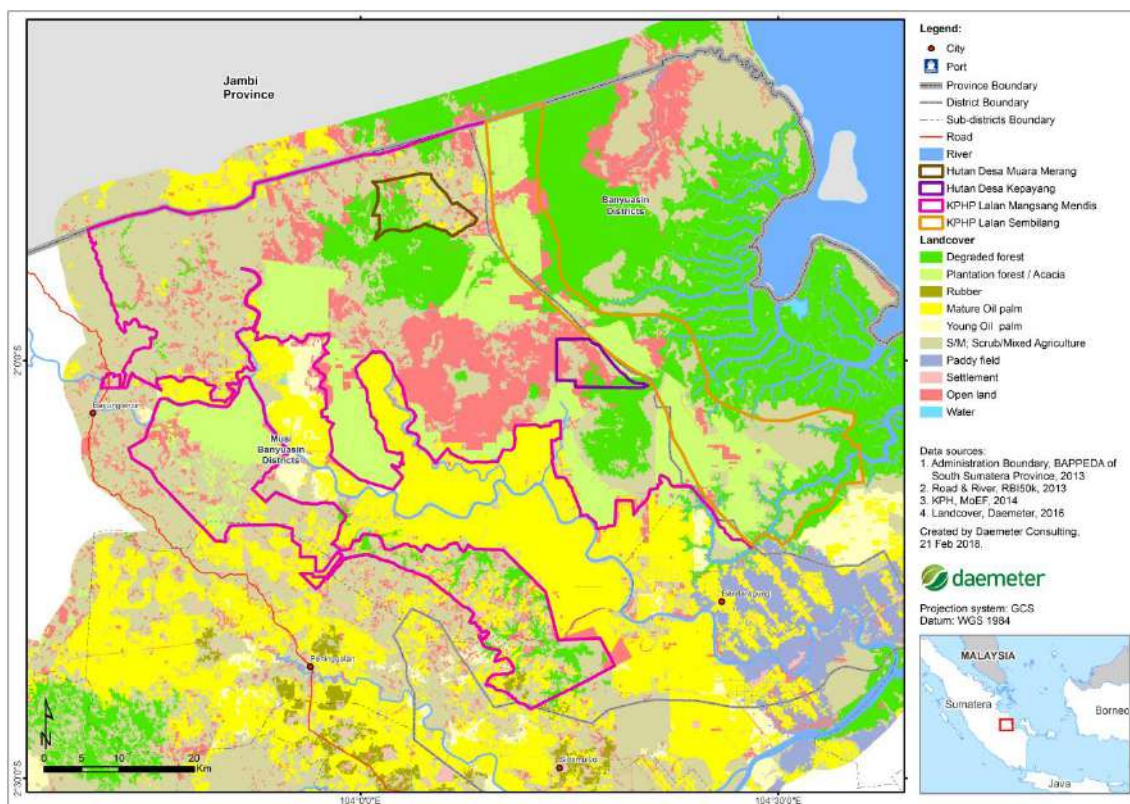 Jambi
Province
Banyuasin
Districts
Musi
Banyuasin
Districts
Bayunglencir
Peninggalan
Sidomulyo
2°0'0"S
2°30'0"S
104°0'0"E
104°30'0"E
0 5 10 20
Km
Legend:
City
Port
Province Boundary
District Boundary
Sub-districts Boundary
Road
River
Hutan Desa Muara Merang
Hutan Desa Kepayang
KPHP Lalan Mangsang Mendis
KPHP Lalan Sembilang
Landcover
Degraded forest
Plantation forest / Acacia
Rubber
Mature Oil palm
Young Oil palm
S/M; Scrub/Mixed Agriculture
Paddy field
Settlement
Open land
Water
Data sources:
1. Administration Boundary, BAPPEDA of
South Sumatera Province, 2013
2. Road & River, RBI50k, 2013
3. KPH, MoEF, 2014
4. Landcover, Daemeter, 2016
Created by Daemeter Consulting,
21 Feb 2018.
daemeter
Projection system: GCS
Datum: WGS 1984
MALAYSIA
Sumatera
Borneo
Java